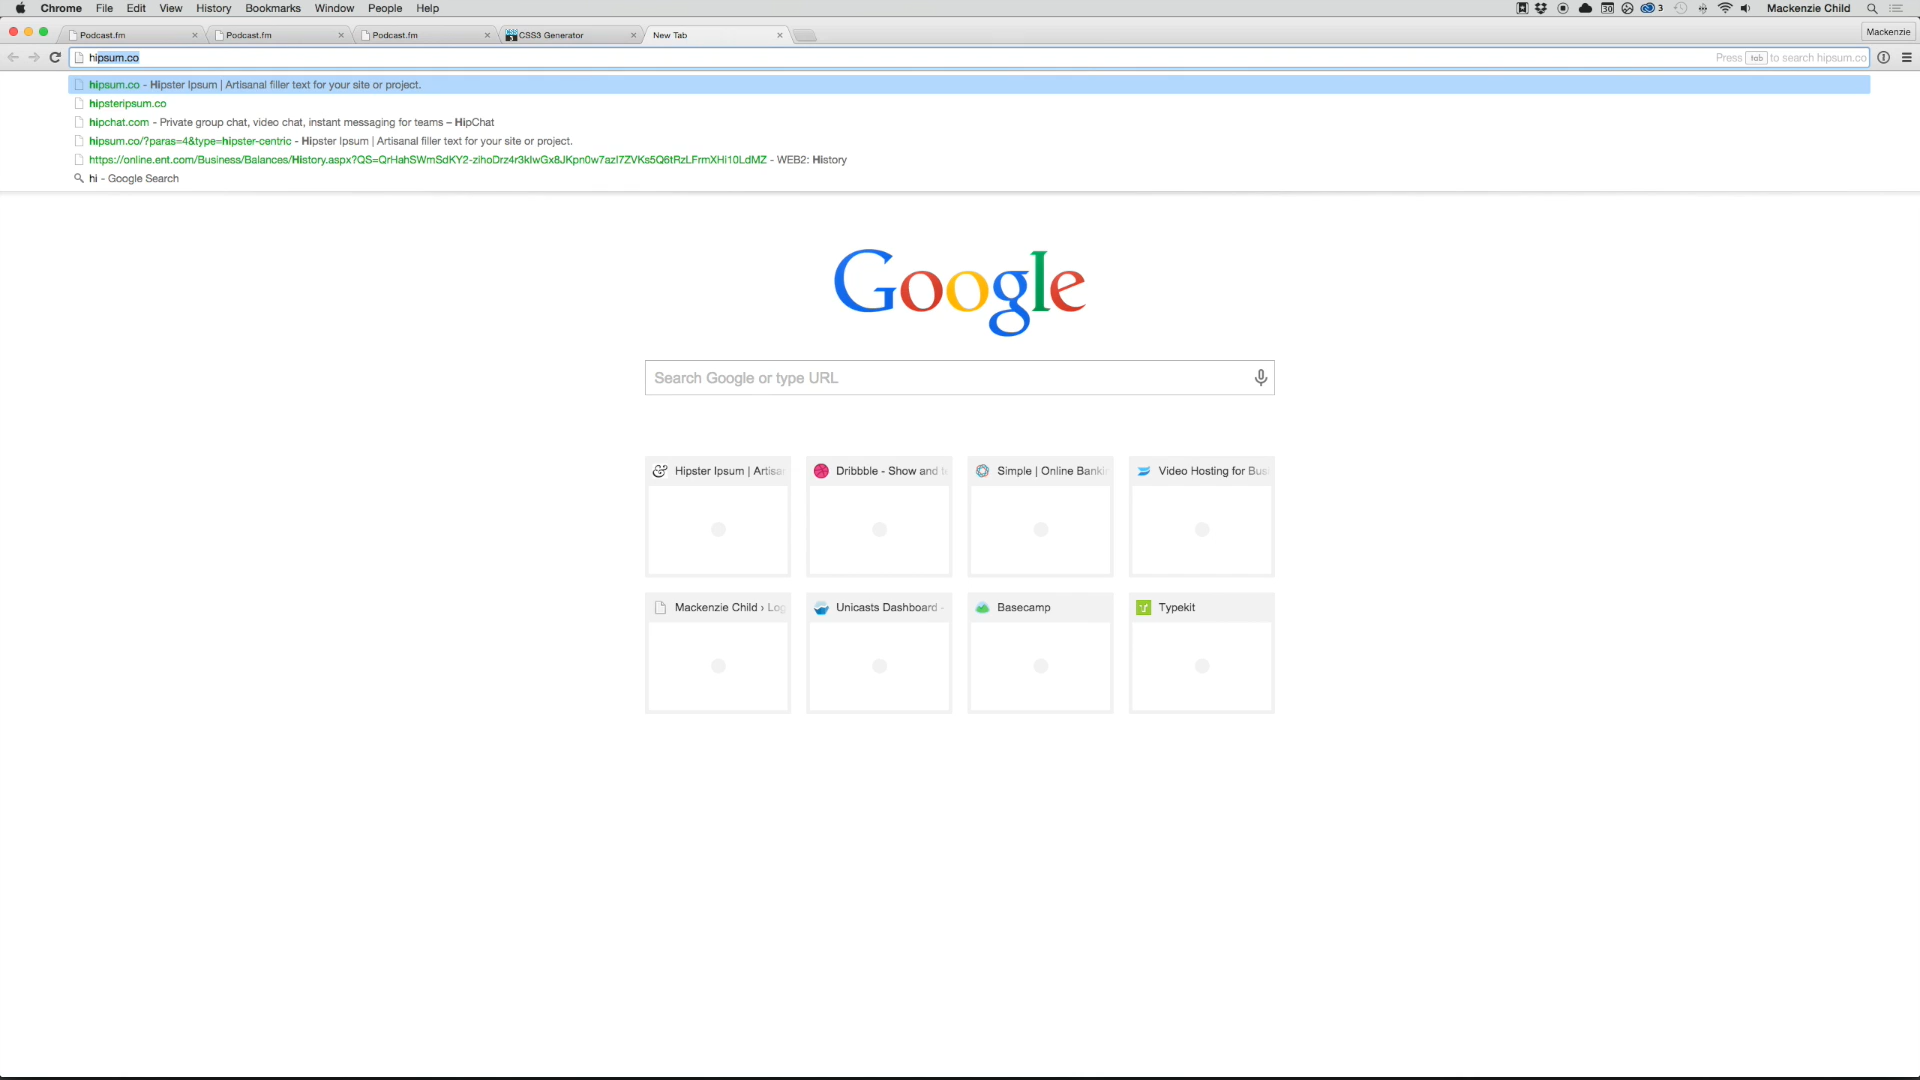 Chrome File Edit View History Bookmarks Window People Help 30 3 Mackenzie Child
Podcast.fm Podcast.fm Podcast.fm CSS3 Generator New Tab Mackenzie
hipsum.co Press tab to search hipsum.co
hipsum.co - Hipster Ipsum | Artisanal filler text for your site or project.
hipsteripsum.co
hipchat.com - Private group chat, video chat, instant messaging for teams – HipChat
hipsum.co/?paras=4&type=hipster-centric - Hipster Ipsum | Artisanal filler text for your site or project.
https://online.ent.com/Business/Balances/History.aspx?QS=QrHahSWmSdKY2-zihoDrz4r3kIwGx8JKpn0w7azI7ZVKs5Q6tRzLFrmXHi10LdMZ - WEB2: History
hi - Google Search
Google
Search Google or type URL
Hipster Ipsum | Artisa Dribbble - Show and t Simple | Online Banki Video Hosting for Bus
Mackenzie Child › Log Unicasts Dashboard - Basecamp Typekit